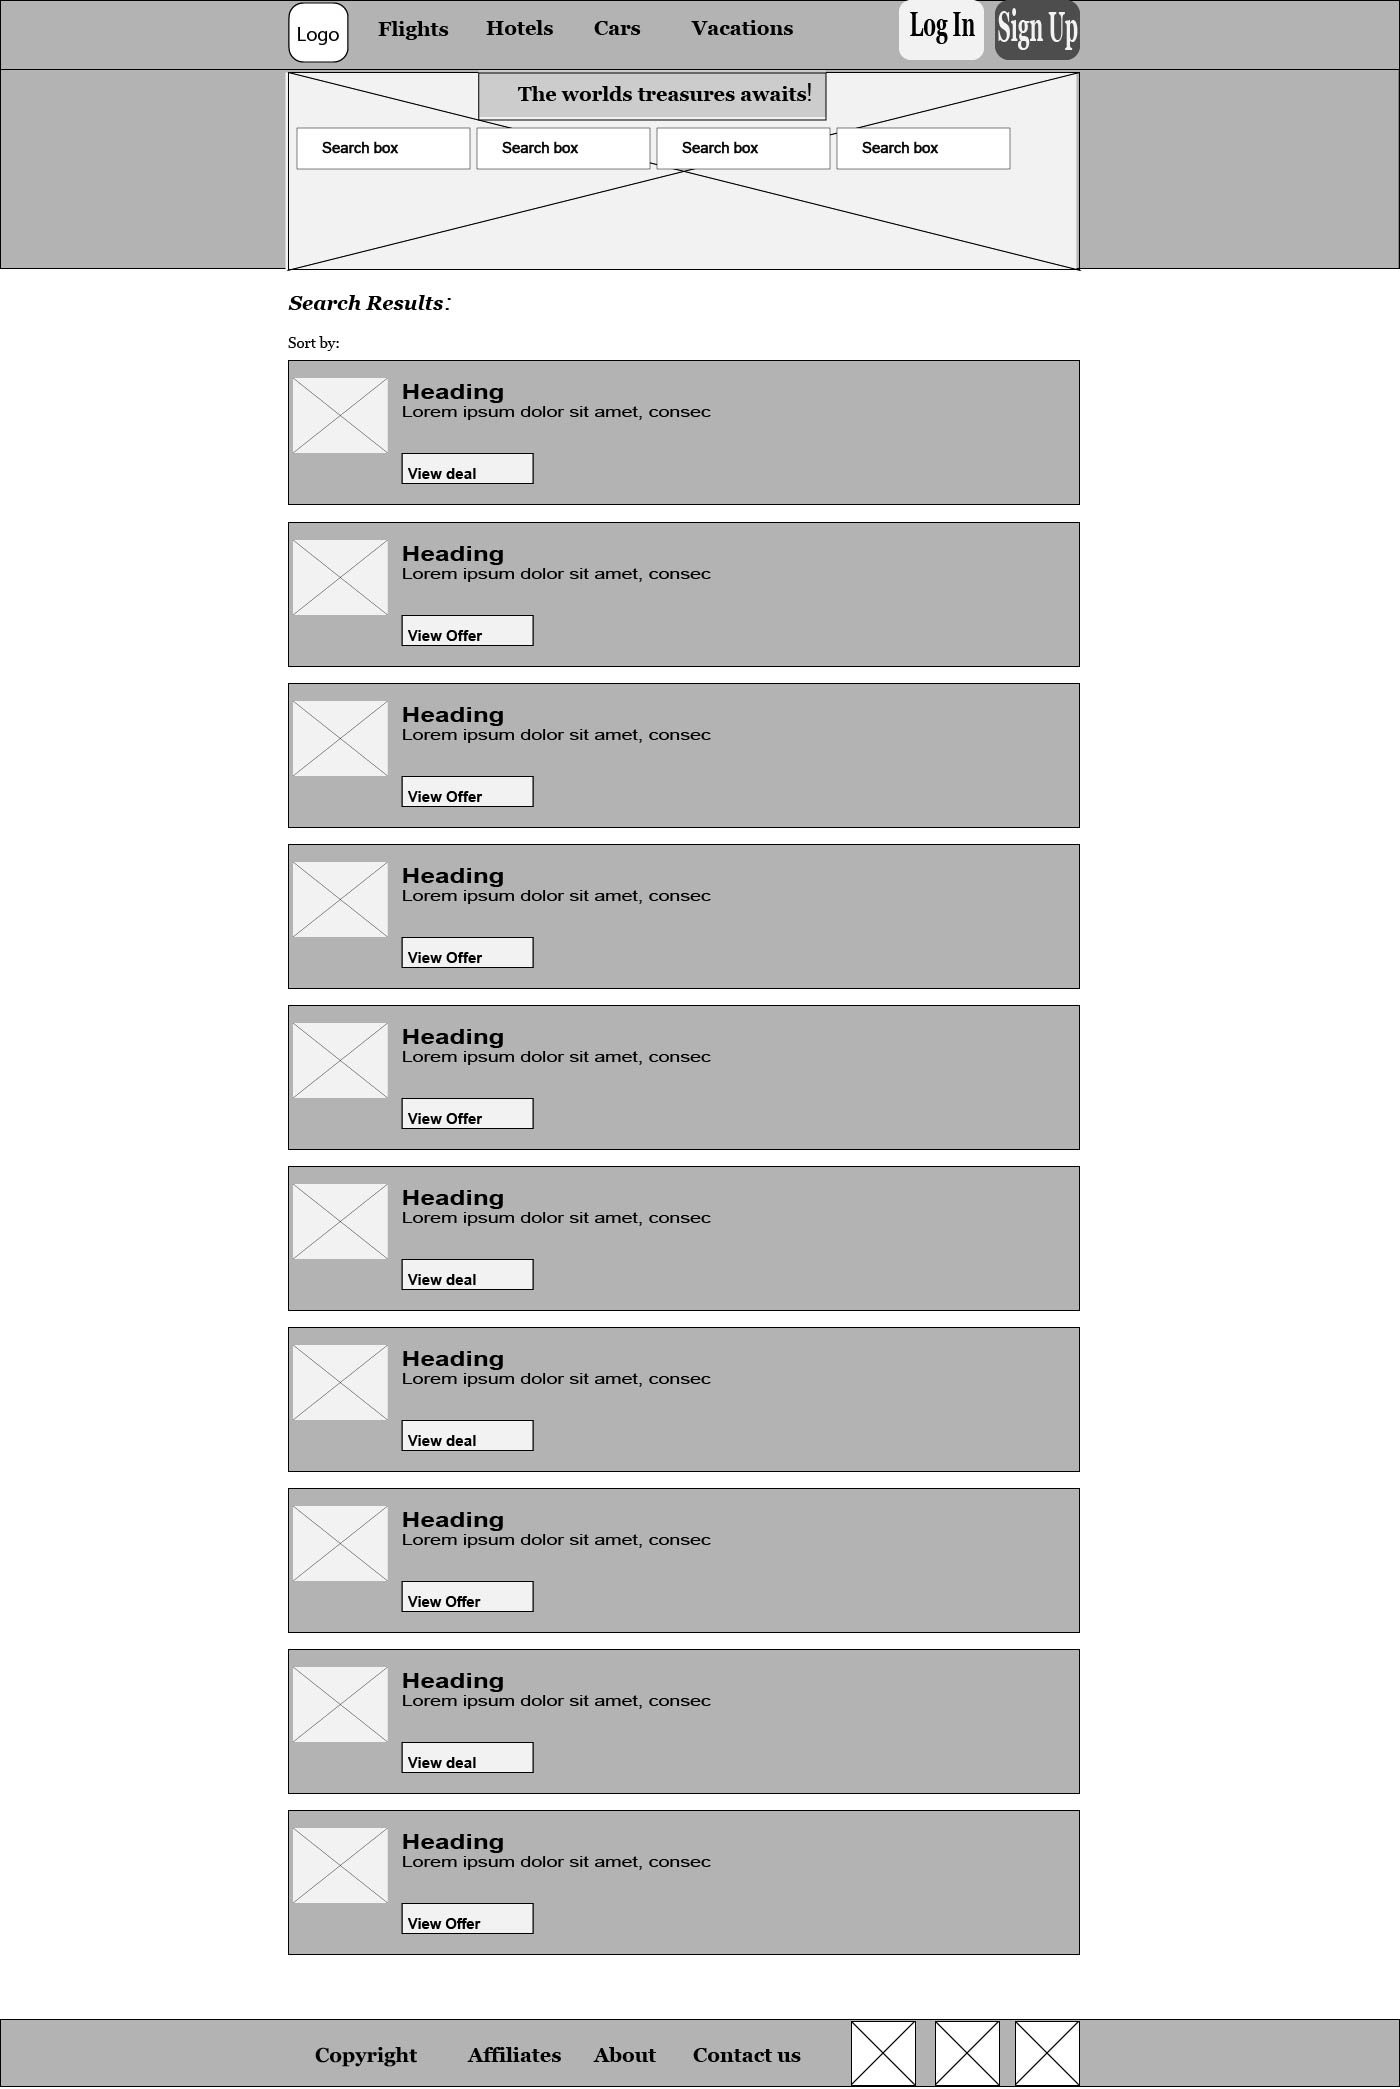 Logo Flights Hotels Cars Vacations Log In Sign Up
The worlds treasures awaits!
Search box Search box Search box Search box
Search Results:
Sort by:
Heading
Lorem ipsum dolor sit amet, consec
View deal
Heading
Lorem ipsum dolor sit amet, consec
View Offer
Heading
Lorem ipsum dolor sit amet, consec
View Offer
Heading
Lorem ipsum dolor sit amet, consec
View Offer
Heading
Lorem ipsum dolor sit amet, consec
View Offer
Heading
Lorem ipsum dolor sit amet, consec
View deal
Heading
Lorem ipsum dolor sit amet, consec
View deal
Heading
Lorem ipsum dolor sit amet, consec
View Offer
Heading
Lorem ipsum dolor sit amet, consec
View deal
Heading
Lorem ipsum dolor sit amet, consec
View Offer
Copyright Affiliates About Contact us